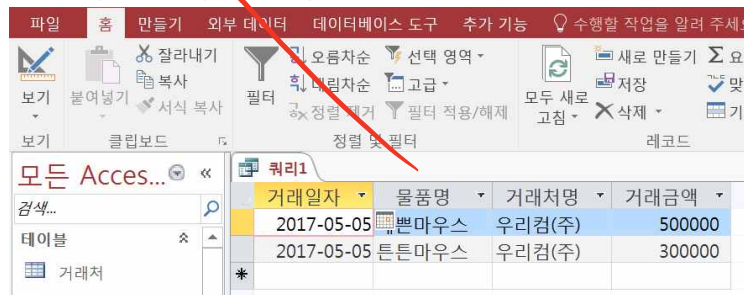 파일 홈 만들기 외부 데이터 데이터베이스 도구 추가 기능 수행할 작업을 알려 주세요
보기 붙여넣기 잘라내기 복사 서식 복사
필터 오름차순 내림차순 정렬 제거 선택 영역 고급 필터 적용/해제
모두 새로 고침 새로 만들기 저장 삭제
보기 클립보드 정렬 및 필터 레코드
모든 Acces... «
쿼리1
검색...
테이블
거래처
거래일자 물품명 거래처명 거래금액
2017-05-05 쁜마우스 우리컴(주) 500000
2017-05-05 튼튼마우스 우리컴(주) 300000